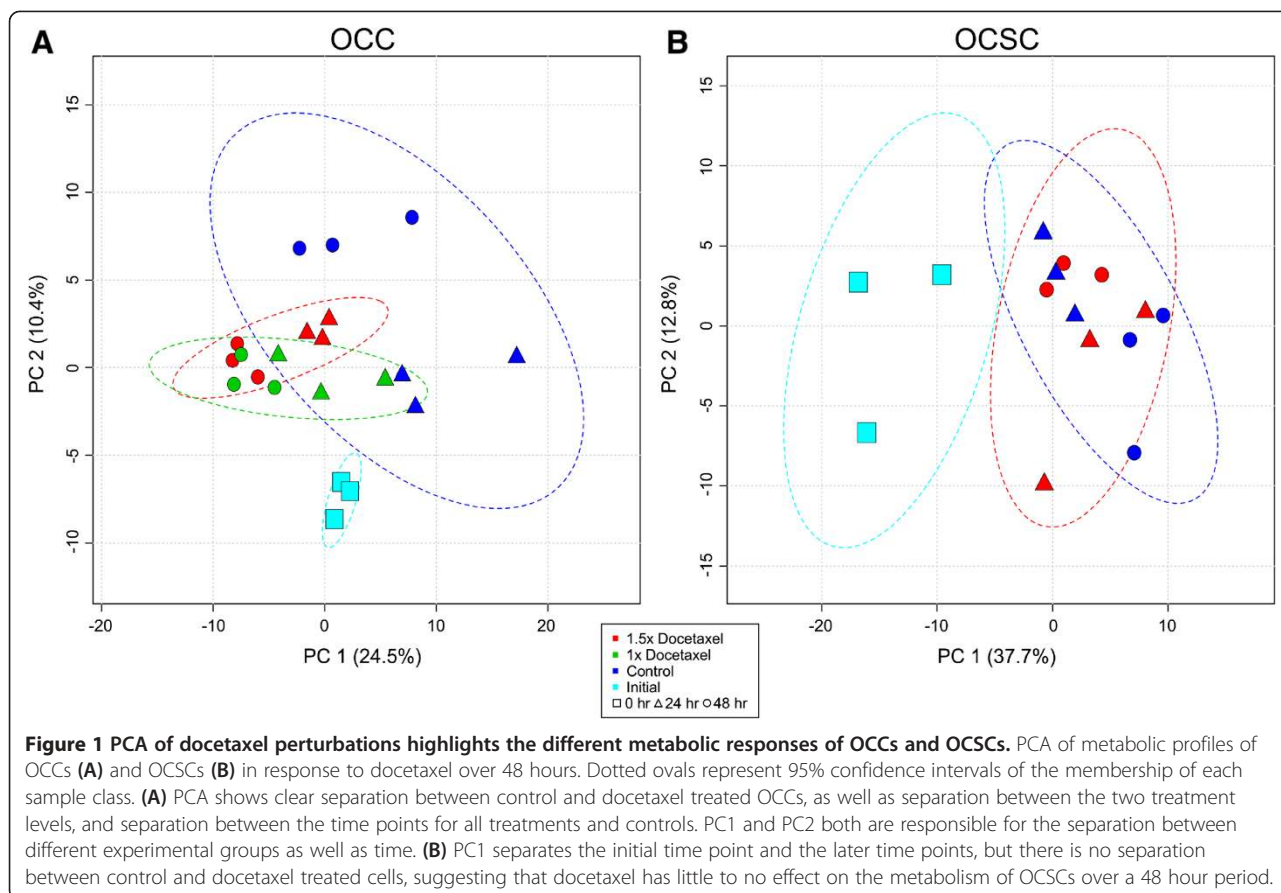 A
OCC
B
OCSC
15
10
5
0
-5
-10
PC 2 (10.4%)
-20
-10
0
10
20
PC 1 (24.5%)
15
10
5
0
-5
-10
-15
PC 2 (12.8%)
-20
-10
0
10
PC 1 (37.7%)
1.5x Docetaxel
1x Docetaxel
Control
Initial
0 hr 24 hr 48 hr
Figure 1 PCA of docetaxel perturbations highlights the different metabolic responses of OCCs and OCSCs. PCA of metabolic profiles of
OCCs (A) and OCSCs (B) in response to docetaxel over 48 hours. Dotted ovals represent 95% confidence intervals of the membership of each
sample class. (A) PCA shows clear separation between control and docetaxel treated OCCs, as well as separation between the two treatment
levels, and separation between the time points for all treatments and controls. PC1 and PC2 both are responsible for the separation between
different experimental groups as well as time. (B) PC1 separates the initial time point and the later time points, but there is no separation
between control and docetaxel treated cells, suggesting that docetaxel has little to no effect on the metabolism of OCSCs over a 48 hour period.